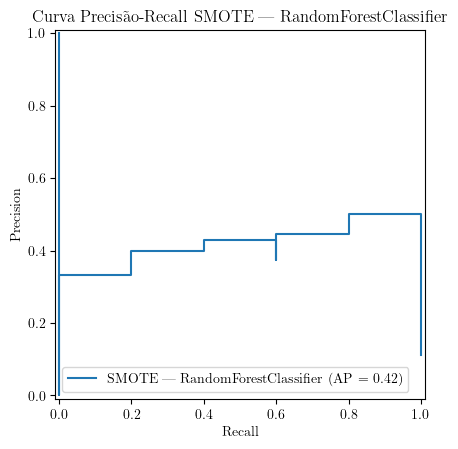 Curva Precisão-Recall SMOTE — RandomForestClassifier
1.0
0.8
0.6
0.4
0.2
0.0
Precision
SMOTE — RandomForestClassifier (AP = 0.42)
0.0 0.2 0.4 0.6 0.8 1.0
Recall